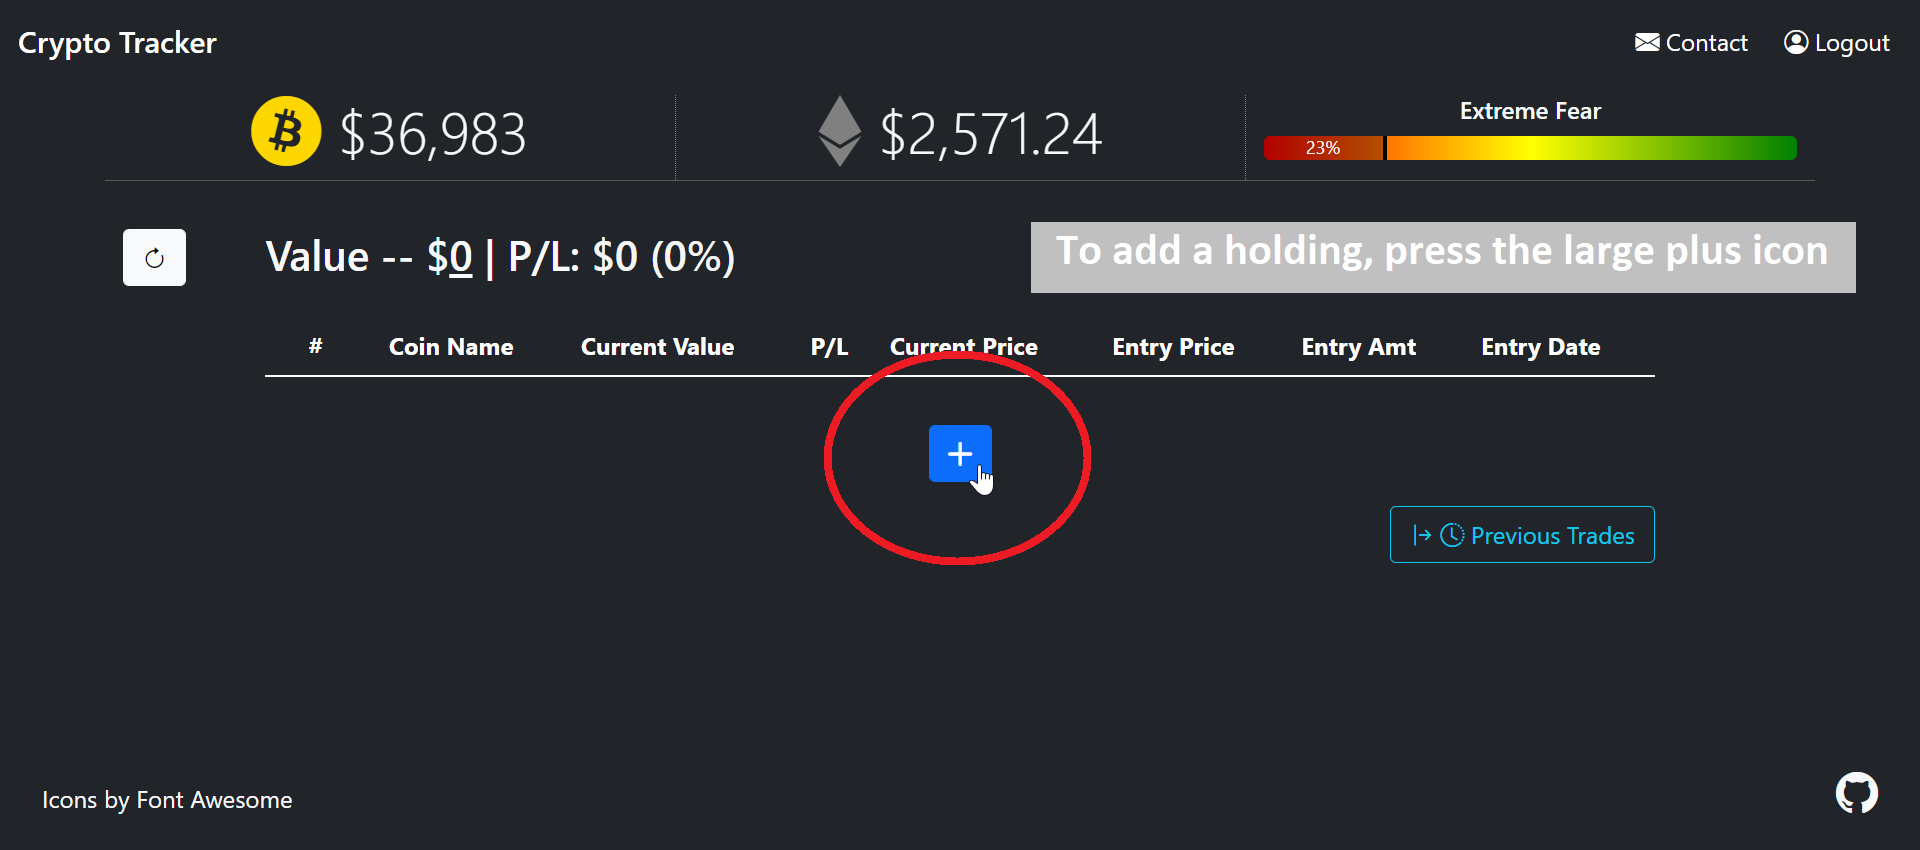 Crypto Tracker
Contact
Logout
$36,983
$2,571.24
Extreme Fear
23%
Value -- $0 | P/L: $0 (0%)
To add a holding, press the large plus icon
# Coin Name Current Value P/L Current Price Entry Price Entry Amt Entry Date
Previous Trades
Icons by Font Awesome